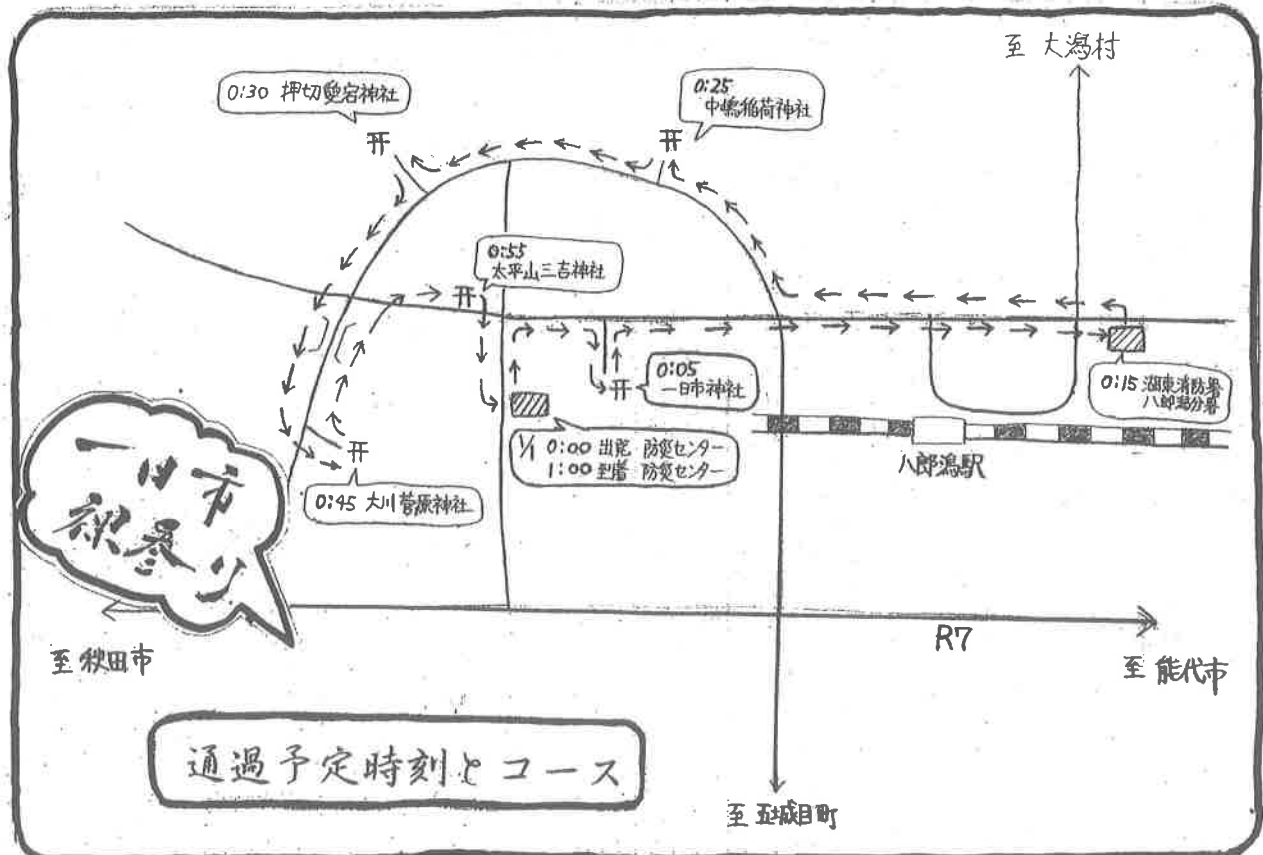 至 大潟村
0:30 押切愛宕神社
0:25
中嶋稲荷神社
0:55
太平山三吉神社
0:05
一日市神社
0:15 湖東消防署
八郎潟分署
1/1 0:00 出発 防災センター
1:00 到着 防災センター
八郎潟駅
0:45 大川菅原神社
一日市
裸参り
R7
至 秋田市
至 能代市
通過予定時刻とコース
至 五城目町